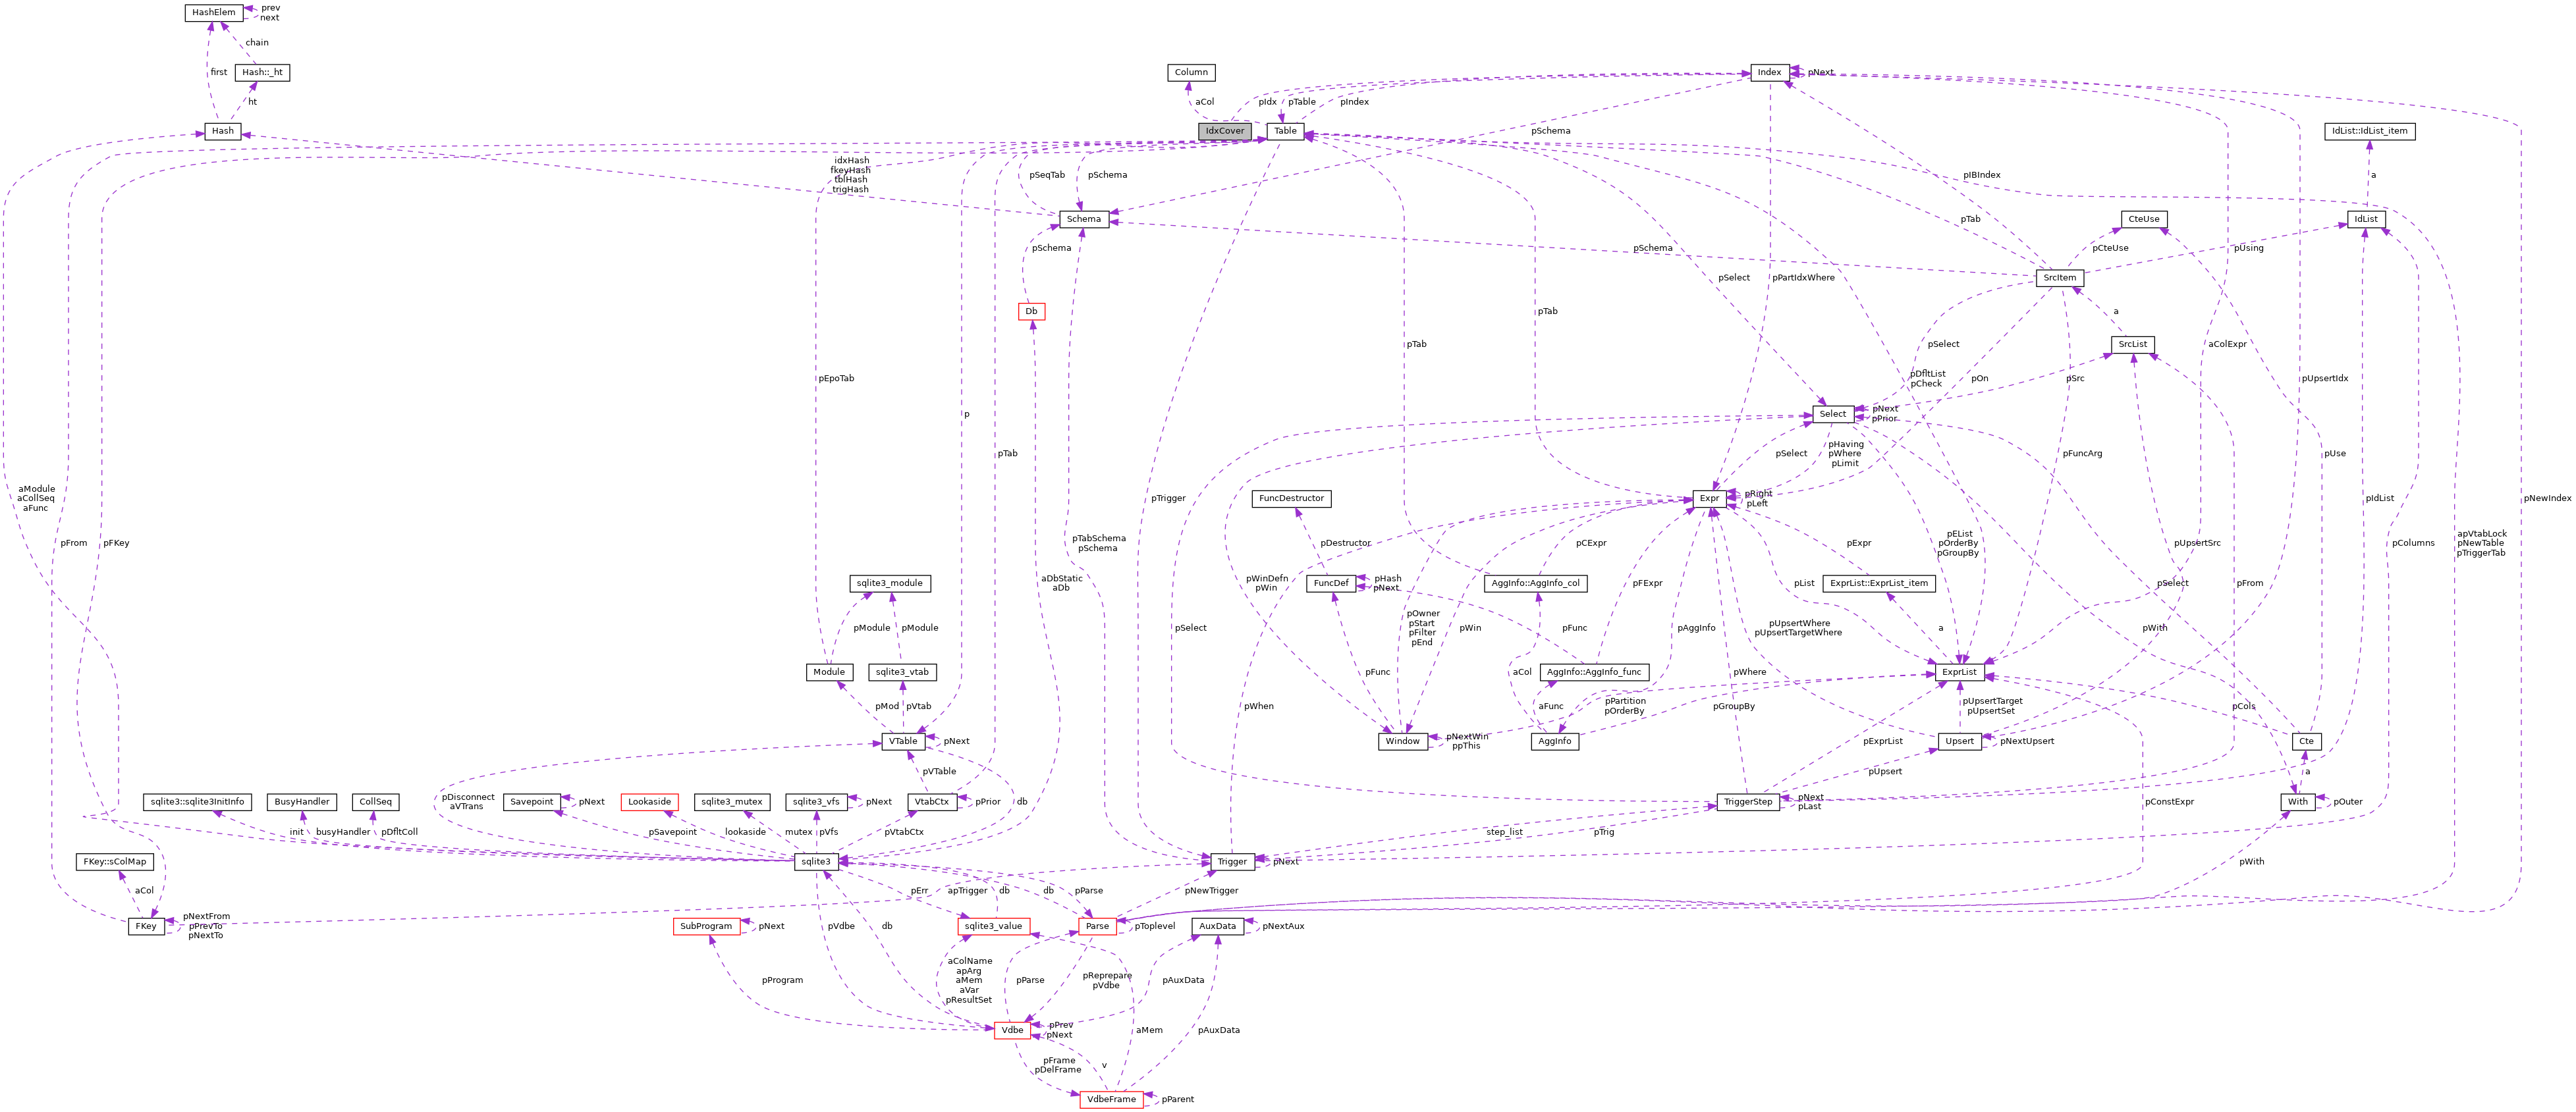 HashElem
prev
next
chain
first
Hash::_ht
ht
Column
Index
pNext
aCol
pIdx
pTable
pIndex
Hash
IdxCover
Table
pSchema
IdList::IdList_item
idxHash
fkeyHash
tblHash
trigHash
pSeqTab
pSchema
pIBIndex
a
Schema
pTab
CteUse
IdList
pSchema
pSchema
pCteUse
pUsing
pSelect
pPartIdxWhere
SrcItem
Db
pTab
a
pTab
pSelect
SrcList
aColExpr
pEpoTab
pDfltList
pCheck
pOn
pSrc
pUpsertIdx
p
Select
pNext
pPrior
pTab
pSelect
pHaving
pWhere
pLimit
pFuncArg
pUse
aModule
aCollSeq
aFunc
pTrigger
FuncDestructor
Expr
pRight
pLeft
pIdList
pNewIndex
pFrom
pFKey
pTabSchema
pSchema
pDestructor
pCExpr
pExpr
pEList
pOrderBy
pGroupBy
pUpsertSrc
pColumns
apVtabLock
pNewTable
pTriggerTab
aDbStatic
aDb
sqlite3_module
pWinDefn
pWin
FuncDef
pHash
pNext
AggInfo::AggInfo_col
pFExpr
pList
ExprList::ExprList_item
pSelect
pFrom
pModule
pModule
pSelect
pOwner
pStart
pFilter
pEnd
pWin
pFunc
pAggInfo
pUpsertWhere
pUpsertTargetWhere
a
pWith
Module
sqlite3_vtab
pFunc
aCol
AggInfo::AggInfo_func
pWhere
ExprList
pMod
pVtab
pWhen
aFunc
pPartition
pOrderBy
pGroupBy
pUpsertTarget
pUpsertSet
pCols
VTable
pNext
Window
pNextWin
ppThis
AggInfo
pExprList
Upsert
pNextUpsert
Cte
pVTable
pUpsert
a
pDisconnect
aVTrans
db
sqlite3::sqlite3InitInfo
BusyHandler
CollSeq
Savepoint
pNext
Lookaside
sqlite3_mutex
sqlite3_vfs
pNext
VtabCtx
pPrior
TriggerStep
pNext
pLast
pConstExpr
With
pOuter
init
busyHandler
pDfltColl
pSavepoint
lookaside
mutex
pVfs
pVtabCtx
step_list
pTrig
FKey::sColMap
sqlite3
Trigger
pNext
pWith
aCol
pErr
apTrigger
db
db
pParse
pNewTrigger
FKey
pNextFrom
pPrevTo
pNextTo
SubProgram
pNext
pVdbe
db
sqlite3_value
Parse
pToplevel
AuxData
pNextAux
pProgram
aColName
apArg
aMem
aVar
pResultSet
pParse
pReprepare
pVdbe
pAuxData
Vdbe
pPrev
pNext
aMem
pAuxData
pFrame
pDelFrame
v
VdbeFrame
pParent